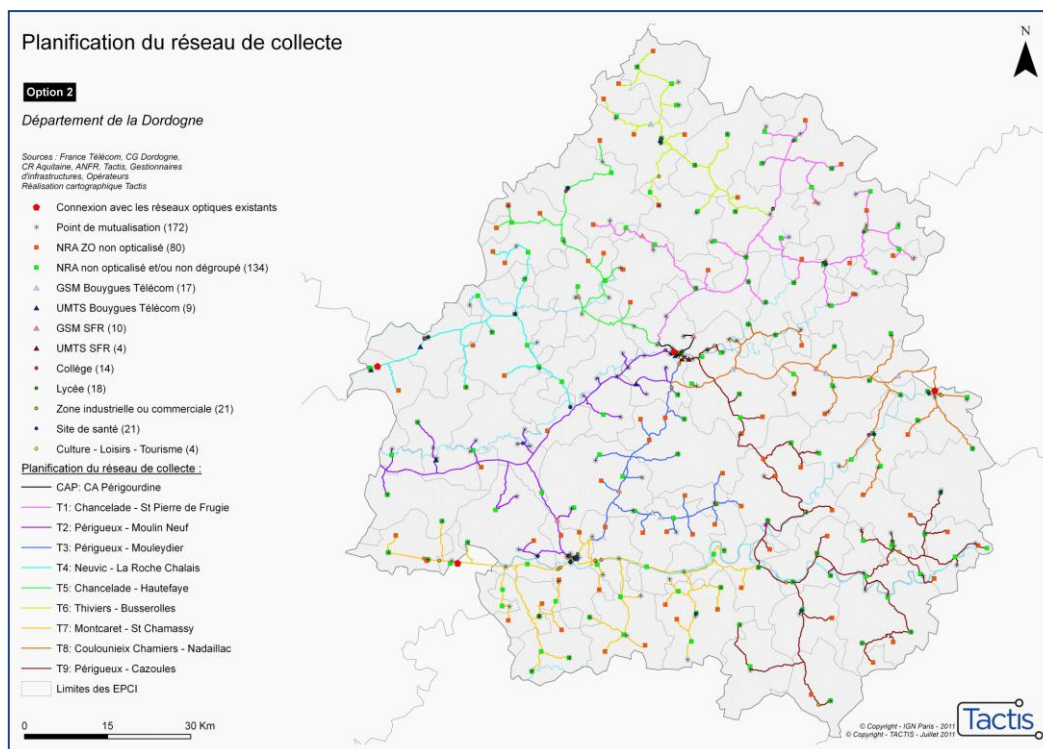 Planification du réseau de collecte
N
Option 2
Département de la Dordogne
Sources : France Télécom, CG Dordogne,
CR Aquitaine, ANFR, Tactis, Gestionnaires
d'infrastructures, Opérateurs
Réalisation cartographique Tactis
Connexion avec les réseaux optiques existants
Point de mutualisation (172)
NRA ZO non opticalisé (80)
NRA non opticalisé et/ou non dégroupé (134)
GSM Bouygues Télécom (17)
UMTS Bouygues Télécom (9)
GSM SFR (10)
UMTS SFR (4)
Collège (14)
Lycée (18)
Zone industrielle ou commerciale (21)
Site de santé (21)
Culture - Loisirs - Tourisme (4)
Planification du réseau de collecte :
CAP: CA Périgourdine
T1: Chancelade - St Pierre de Frugie
T2: Périgueux - Moulin Neuf
T3: Périgueux - Mouleydier
T4: Neuvic - La Roche Chalais
T5: Chancelade - Hautefaye
T6: Thiviers - Busserolles
T7: Montcaret - St Chamassy
T8: Coulounieix Chamiers - Nadaillac
T9: Périgueux - Cazoules
Limites des EPCI
0 15 30 Km
© Copyright - IGN Paris - 2011
© Copyright - TACTIS - Juillet 2011
Tactis